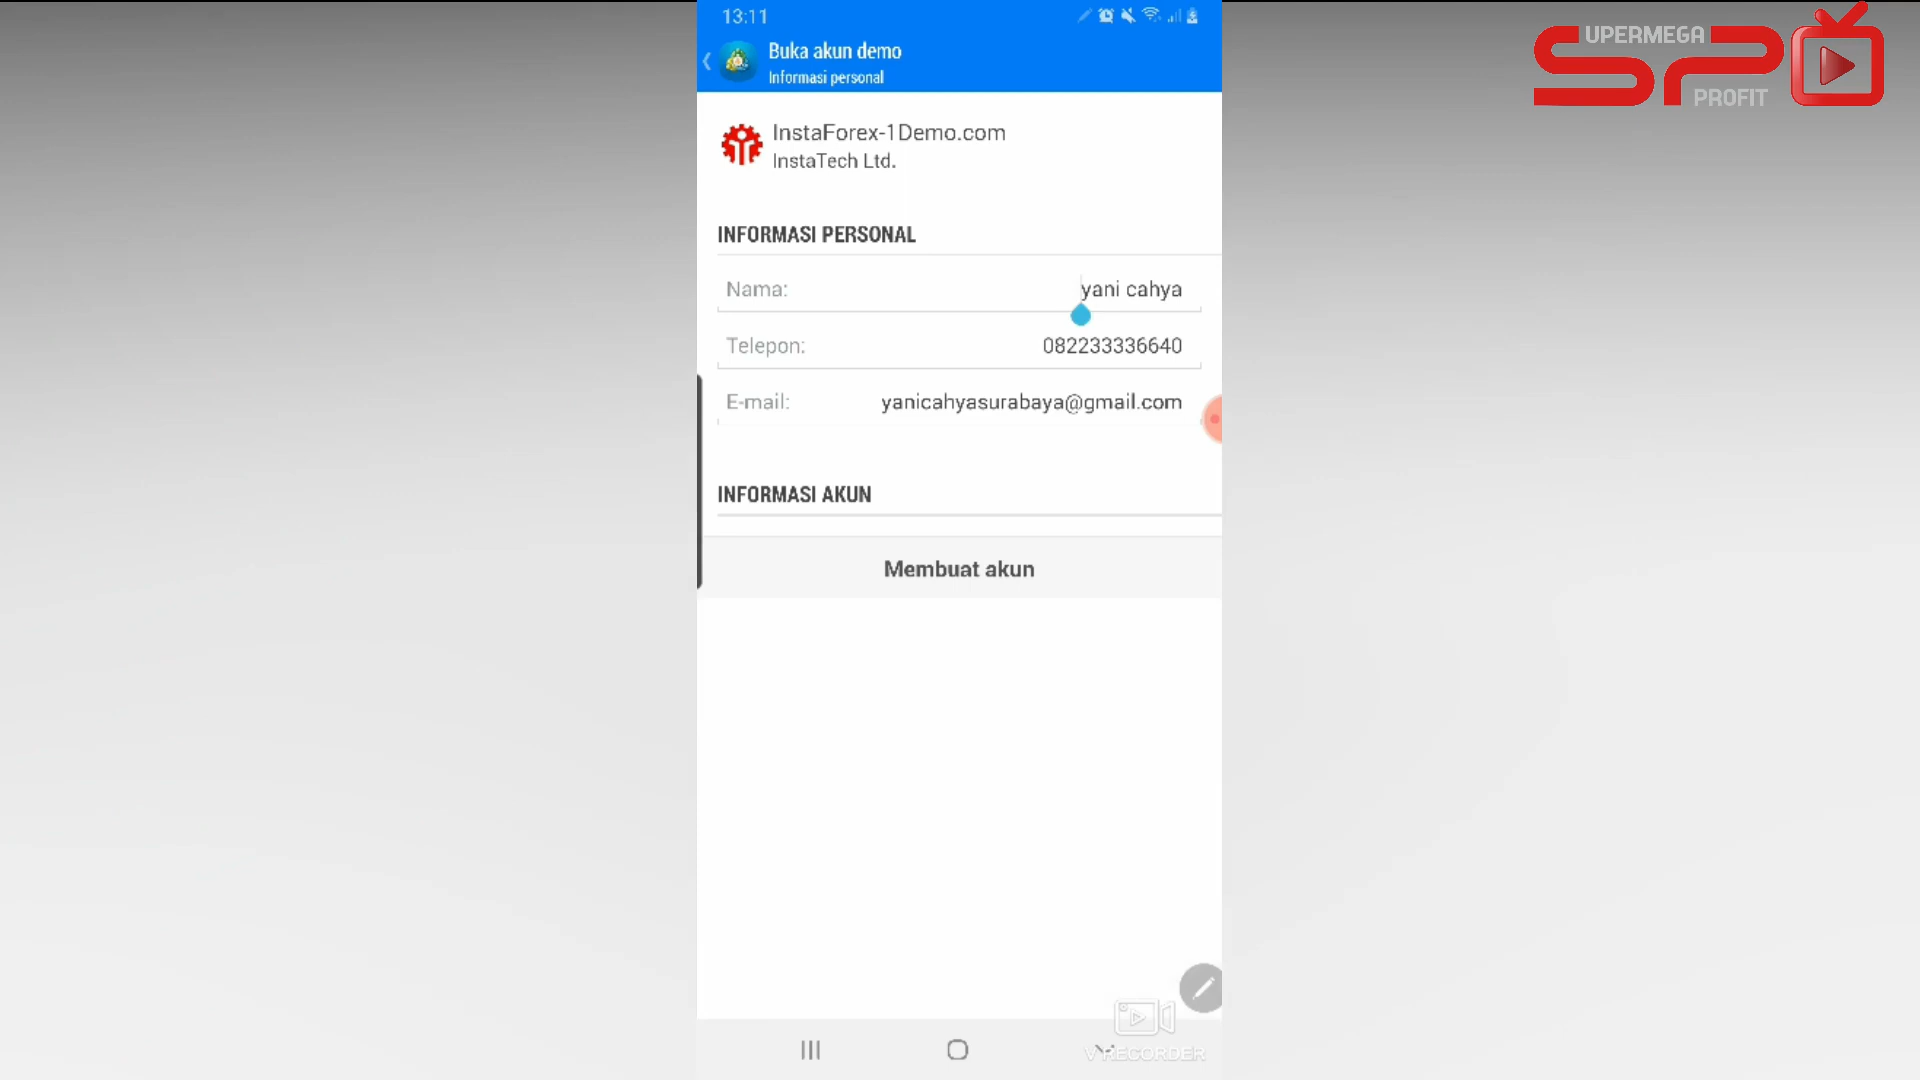 13:11
Buka akun demo
Informasi personal
InstaForex-1Demo.com
InstaTech Ltd.
INFORMASI PERSONAL
Nama: yani cahya
Telepon: 082233336640
E-mail: yanicahyasurabaya@gmail.com
INFORMASI AKUN
Membuat akun
V RECORDER
SUPERMEGA
PROFIT